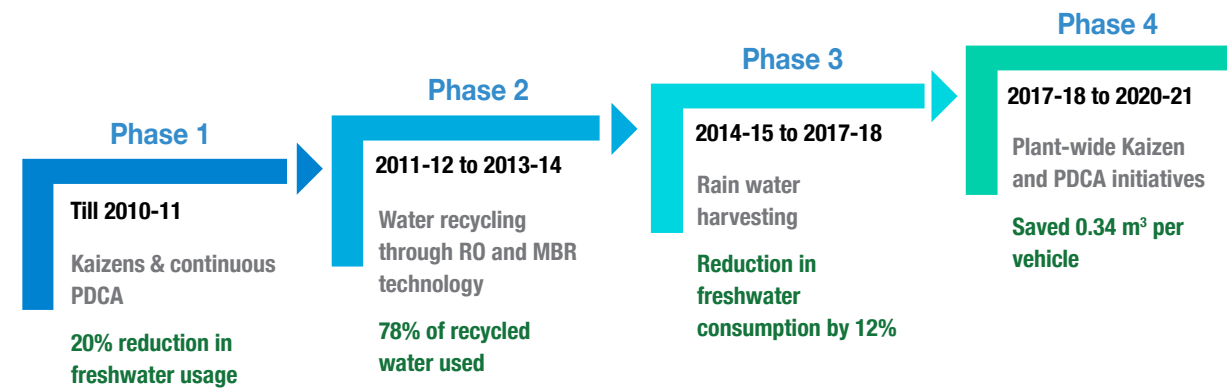 Phase 1
Till 2010-11
Kaizens & continuous
PDCA
20% reduction in
freshwater usage
Phase 2
2011-12 to 2013-14
Water recycling
through RO and MBR
technology
78% of recycled
water used
Phase 3
2014-15 to 2017-18
Rain water
harvesting
Reduction in
freshwater
consumption by 12%
Phase 4
2017-18 to 2020-21
Plant-wide Kaizen
and PDCA initiatives
Saved 0.34 m³ per
vehicle